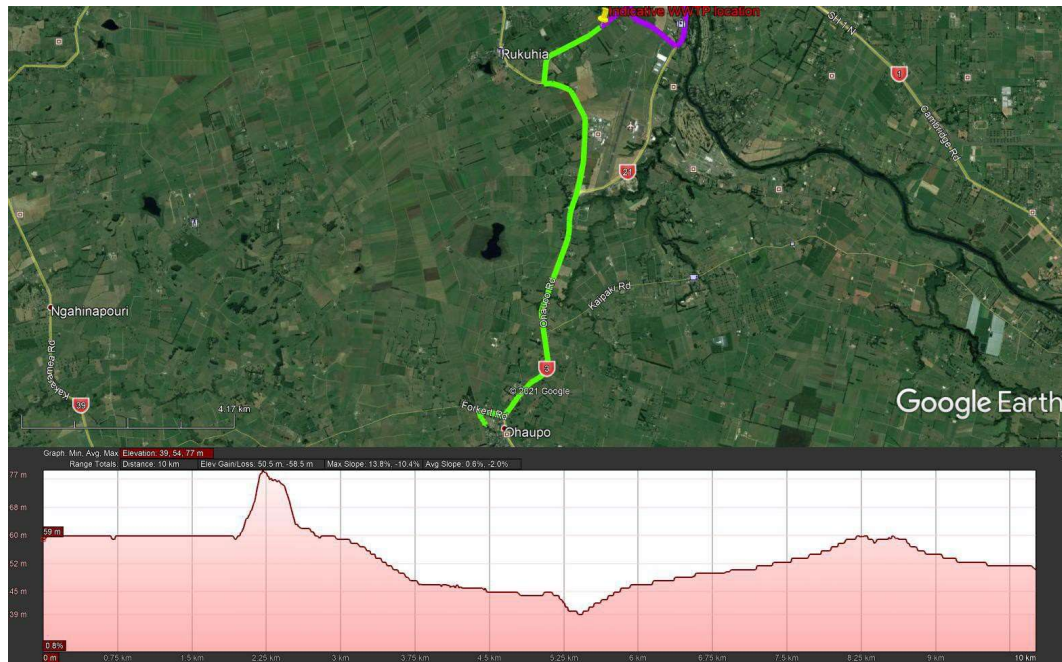 Indicative WWTP location
SH 1 N
Rukuhia
1
Cambridge Rd
21
Kaipaki Rd
Ohaupo Rd
Ngahinapouri
Kakaramea Rd
3
© 2021 Google
39
4.17 km
Forkert Rd
Ohaupo
Google Earth
Graph: Min, Avg, Max Elevation: 39, 54, 77 m
Range Totals: Distance: 10 km Elev Gain/Loss: 50.5 m, -58.5 m Max Slope: 13.8%, -10.4% Avg Slope: 0.6%, -2.0%
77 m
68 m
60 m
59 m
52 m
45 m
39 m
0.8%
0 m 0.75 km 1.5 km 2.25 km 3 km 3.75 km 4.5 km 5.25 km 6 km 6.75 km 7.5 km 8.25 km 9 km 10 km